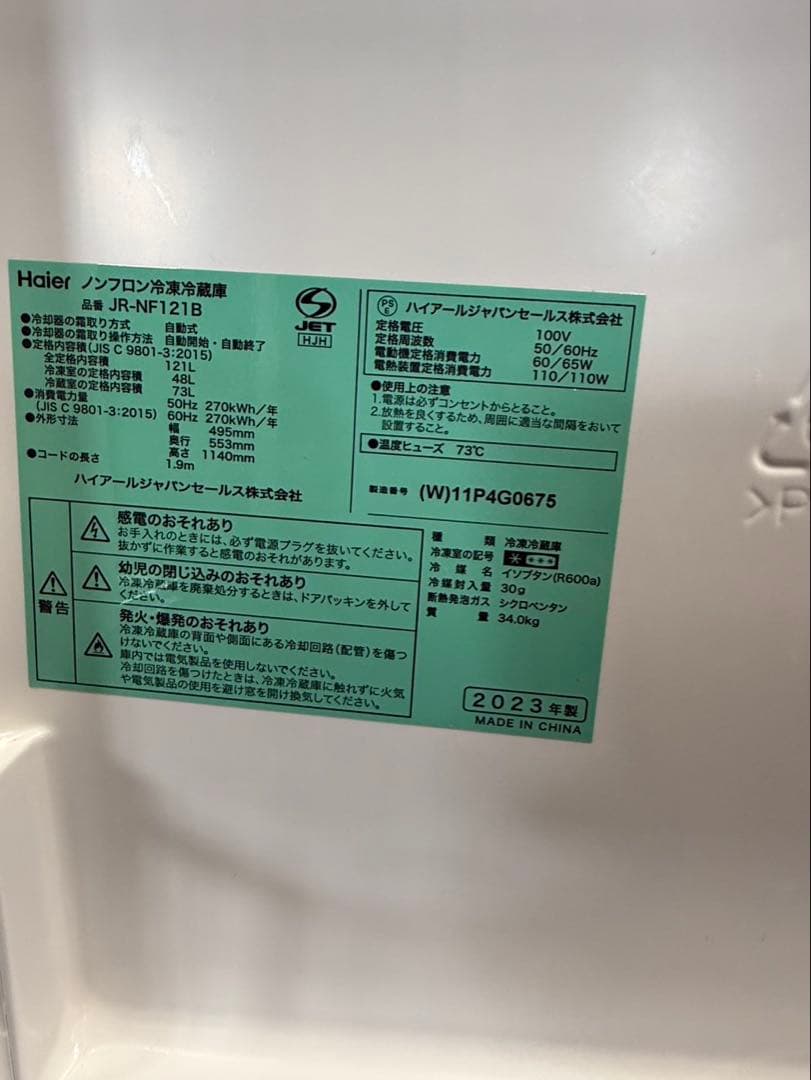 Haier ノンフロン冷凍冷蔵庫
品番 JR-NF121B
●冷却器の霜取り方式 自動式
●冷却器の霜取り操作方法 自動開始・自動終了
●定格内容積(JIS C 9801-3:2015)
全定格内容積 121L
冷凍室の定格内容積 48L
冷蔵室の定格内容積 73L
●消費電力量 50Hz 270kWh/年
(JIS C 9801-3:2015) 60Hz 270kWh/年
●外形寸法 幅 495mm
奥行 553mm
高さ 1140mm
●コードの長さ 1.9m
ハイアールジャパンセールス株式会社
JET
HJH
PS
E
ハイアールジャパンセールス株式会社
定格電圧 100V
定格周波数 50/60Hz
電動機定格消費電力 60/65W
電熱装置定格消費電力 110/110W
●使用上の注意
1.電源は必ずコンセントからとること。
2.放熱を良くするため、周囲に適当な間隔をおいて
設置すること。
●温度ヒューズ 73℃
製造番号 (W)11P4G0675
警告
感電のおそれあり
お手入れのときには、必ず電源プラグを抜いてください。
抜かずに作業すると感電のおそれがあります。
幼児の閉じ込みのおそれあり
冷凍冷蔵庫を廃棄処分するときは、ドアパッキンを外して
ください。
発火・爆発のおそれあり
冷凍冷蔵庫の背面や側面にある冷却回路(配管)を傷つ
けないでください。
庫内では電気製品を使用しないでください。
冷却回路を傷つけたときは、冷凍冷蔵庫に触れずに火気
や電気製品の使用を避け窓を開け換気してください。
種類 冷凍冷蔵庫
冷凍室の記号
冷媒名 イソブタン(R600a)
冷媒封入量 30g
断熱発泡ガス シクロペンタン
質量 34.0kg
2023年製
MADE IN CHINA
>P